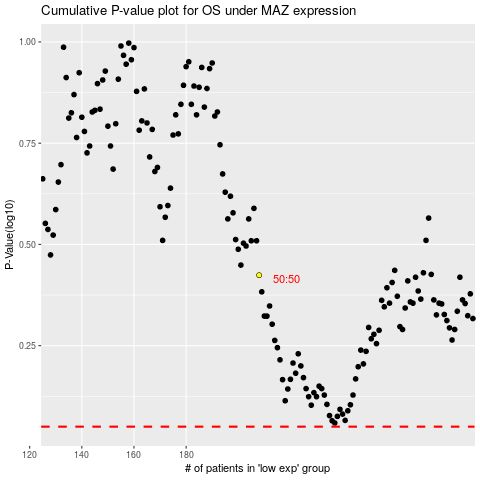 Cumulative P-value plot for OS under MAZ expression
1.00
0.75
0.50
0.25
P-Value(log10)
50:50
120 140 160 180
# of patients in 'low exp' group